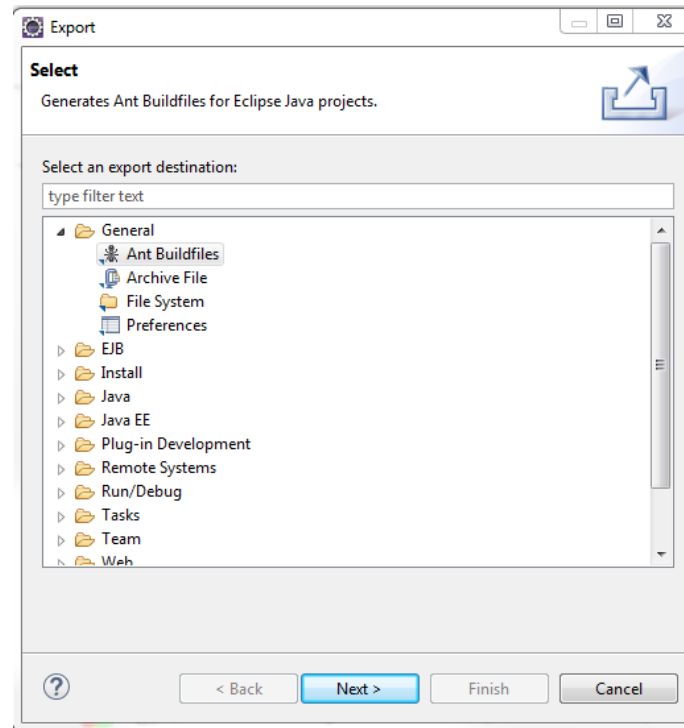 Export
Select
Generates Ant Buildfiles for Eclipse Java projects.
Select an export destination:
type filter text
General
Ant Buildfiles
Archive File
File System
Preferences
EJB
Install
Java
Java EE
Plug-in Development
Remote Systems
Run/Debug
Tasks
Team
Web
?
< Back
Next >
Finish
Cancel